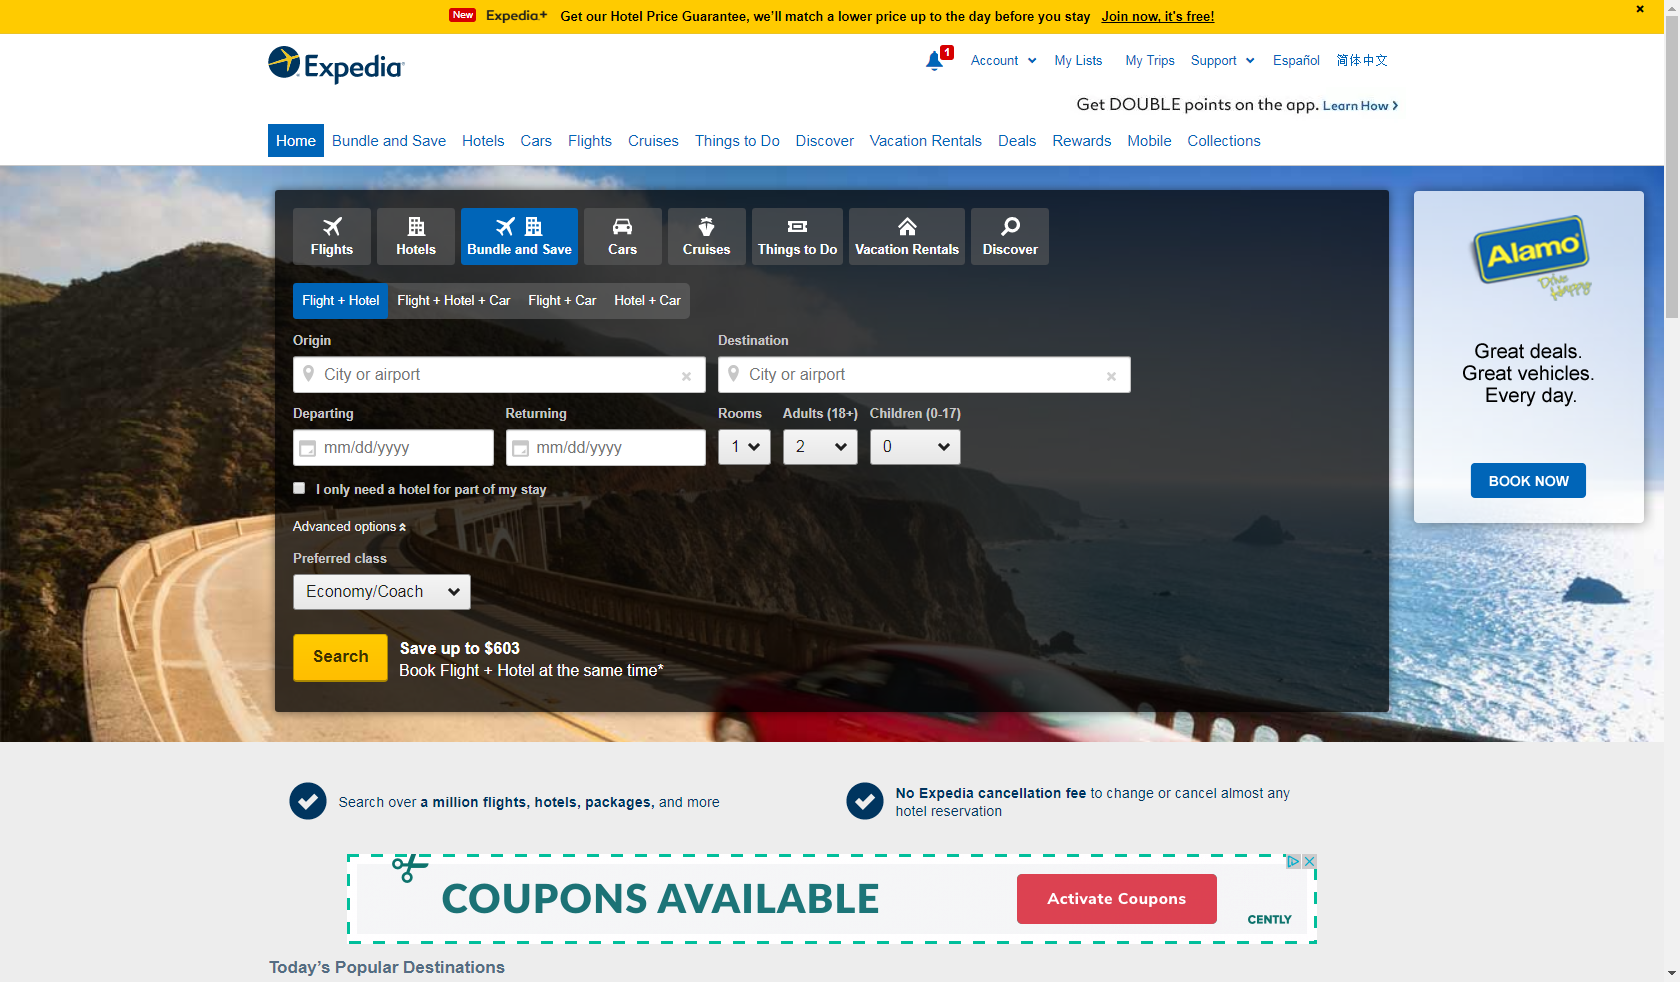 New Expedia+ Get our Hotel Price Guarantee, we'll match a lower price up to the day before you stay Join now, it's free!
Expedia
1 Account My Lists My Trips Support Español 简体中文
Get DOUBLE points on the app. Learn How
Home Bundle and Save Hotels Cars Flights Cruises Things to Do Discover Vacation Rentals Deals Rewards Mobile Collections
Flights Hotels Bundle and Save Cars Cruises Things to Do Vacation Rentals Discover
Flight + Hotel Flight + Hotel + Car Flight + Car Hotel + Car
Origin Destination
City or airport City or airport
Departing Returning Rooms Adults (18+) Children (0-17)
mm/dd/yyyy mm/dd/yyyy 1 2 0
I only need a hotel for part of my stay
Advanced options
Preferred class
Economy/Coach
Search
Save up to $603
Book Flight + Hotel at the same time*
Alamo
Drive Happy
Great deals.
Great vehicles.
Every day.
BOOK NOW
Search over a million flights, hotels, packages, and more
No Expedia cancellation fee to change or cancel almost any
hotel reservation
COUPONS AVAILABLE
Activate Coupons
CENTLY
Today's Popular Destinations